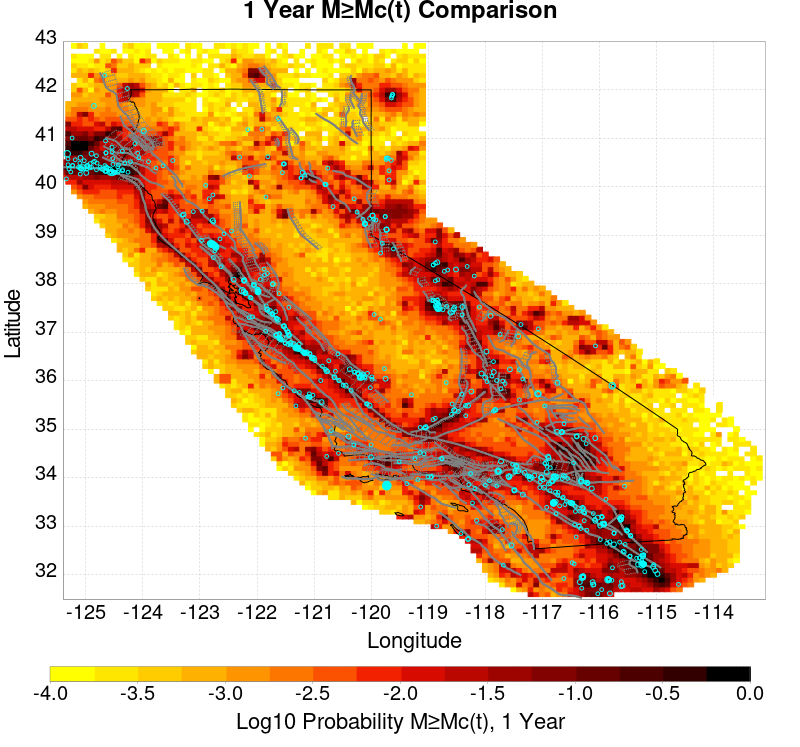 1 Year M≥Mc(t) Comparison
43
42
41
40
39
38
37
36
35
34
33
32
Latitude
-125 -124 -123 -122 -121 -120 -119 -118 -117 -116 -115 -114
Longitude
-4.0 -3.5 -3.0 -2.5 -2.0 -1.5 -1.0 -0.5 0.0
Log10 Probability M≥Mc(t), 1 Year